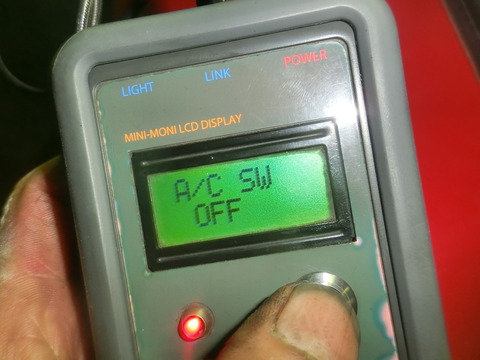 LIGHT LINK POWER
MINI-MONI LCD DISPLAY
A/C SW
OFF